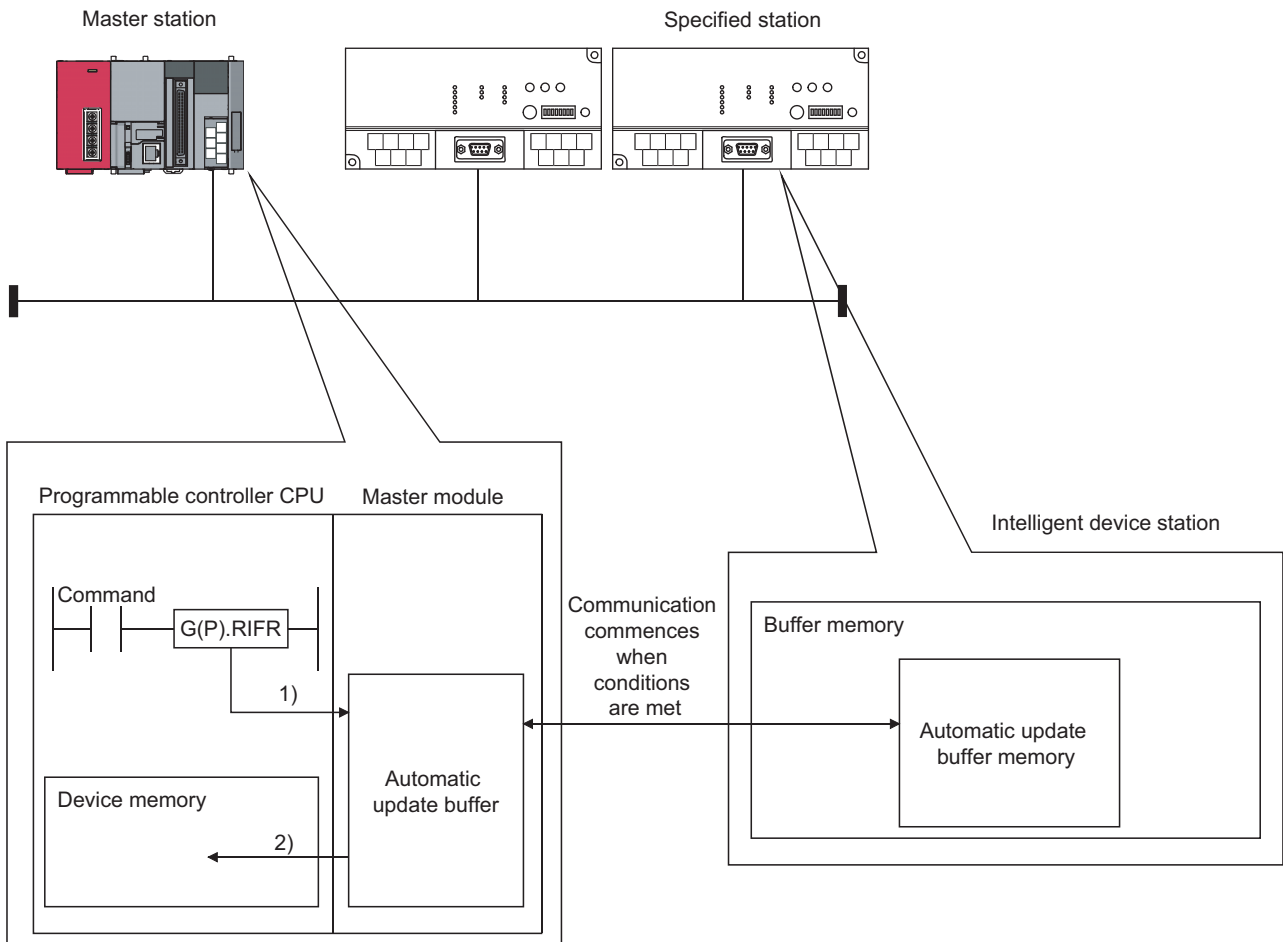 Master station
Specified station
Programmable controller CPU
Master module
Command
G(P).RIFR
1)
Automatic
update buffer
Device memory
2)
Communication
commences
when
conditions
are met
Intelligent device station
Buffer memory
Automatic update
buffer memory